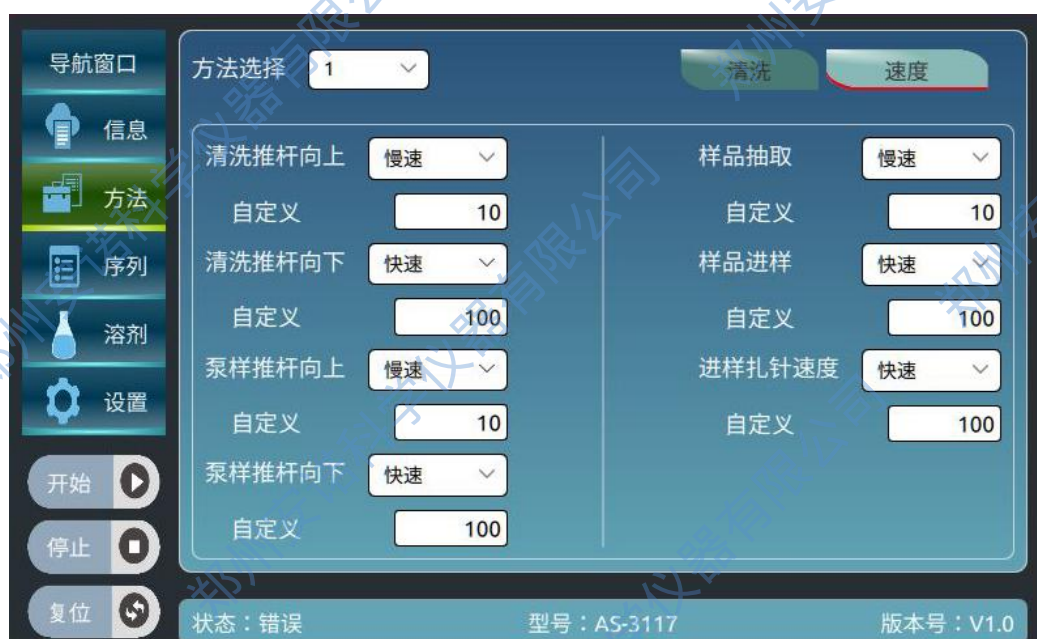 导航窗口
信息
方法
序列
溶剂
设置
开始
停止
复位
方法选择 1
清洗
速度
清洗推杆向上 慢速
自定义 10
清洗推杆向下 快速
自定义 100
泵样推杆向上 慢速
自定义 10
泵样推杆向下 快速
自定义 100
样品抽取 慢速
自定义 10
样品进样 快速
自定义 100
进样扎针速度 快速
自定义 100
状态：错误 型号：AS-3117 版本号：V1.0